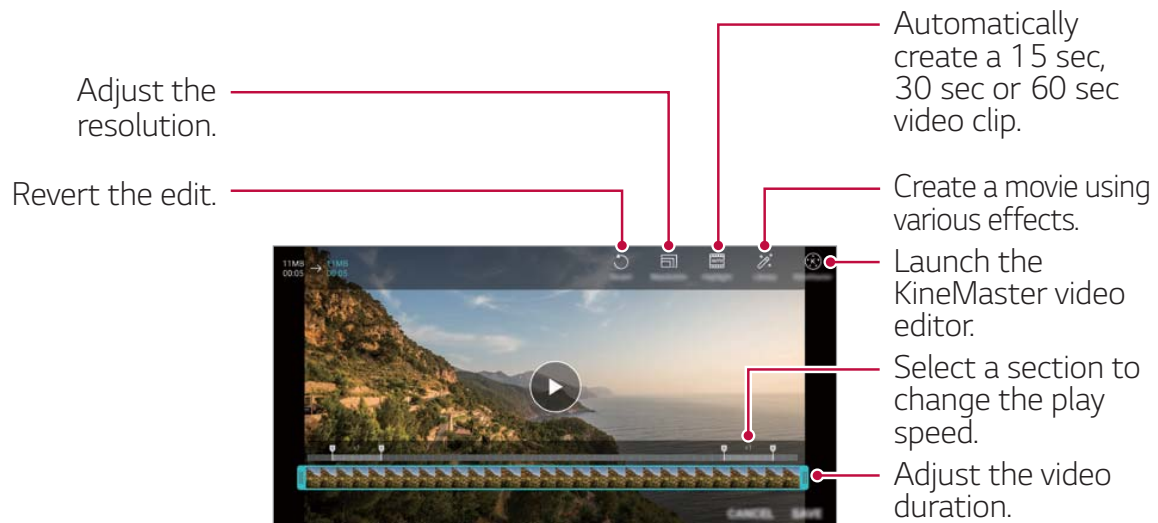 Automatically
create a 15 sec,
30 sec or 60 sec
video clip.
Adjust the
resolution.
Revert the edit.
Create a movie using
various effects.
Launch the
KineMaster video
editor.
Select a section to
change the play
speed.
Adjust the video
duration.
11MB → 11MB
00:05 00:05
AUTO
CANCEL SAVE